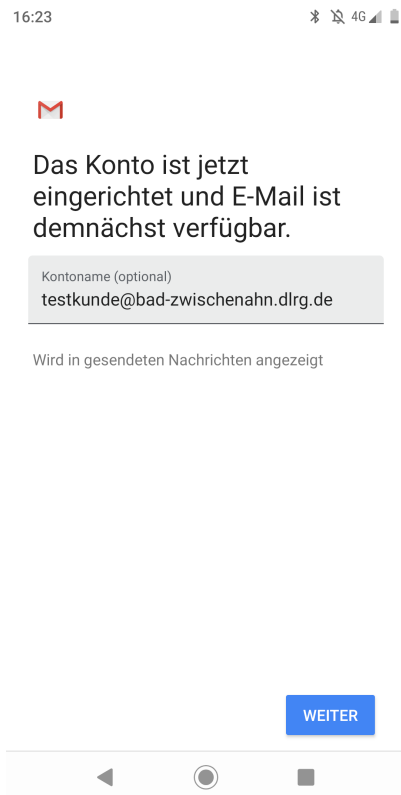 16:23 4G
Das Konto ist jetzt
eingerichtet und E-Mail ist
demnächst verfügbar.
Kontoname (optional)
testkunde@bad-zwischenahn.dlrg.de
Wird in gesendeten Nachrichten angezeigt
WEITER